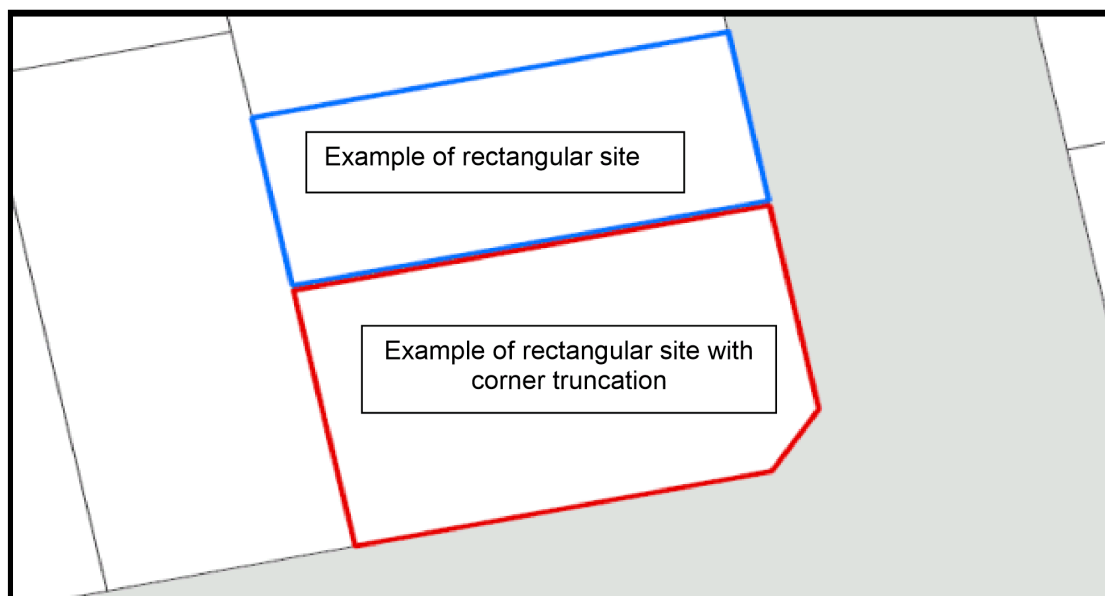 Example of rectangular site
Example of rectangular site with
corner truncation